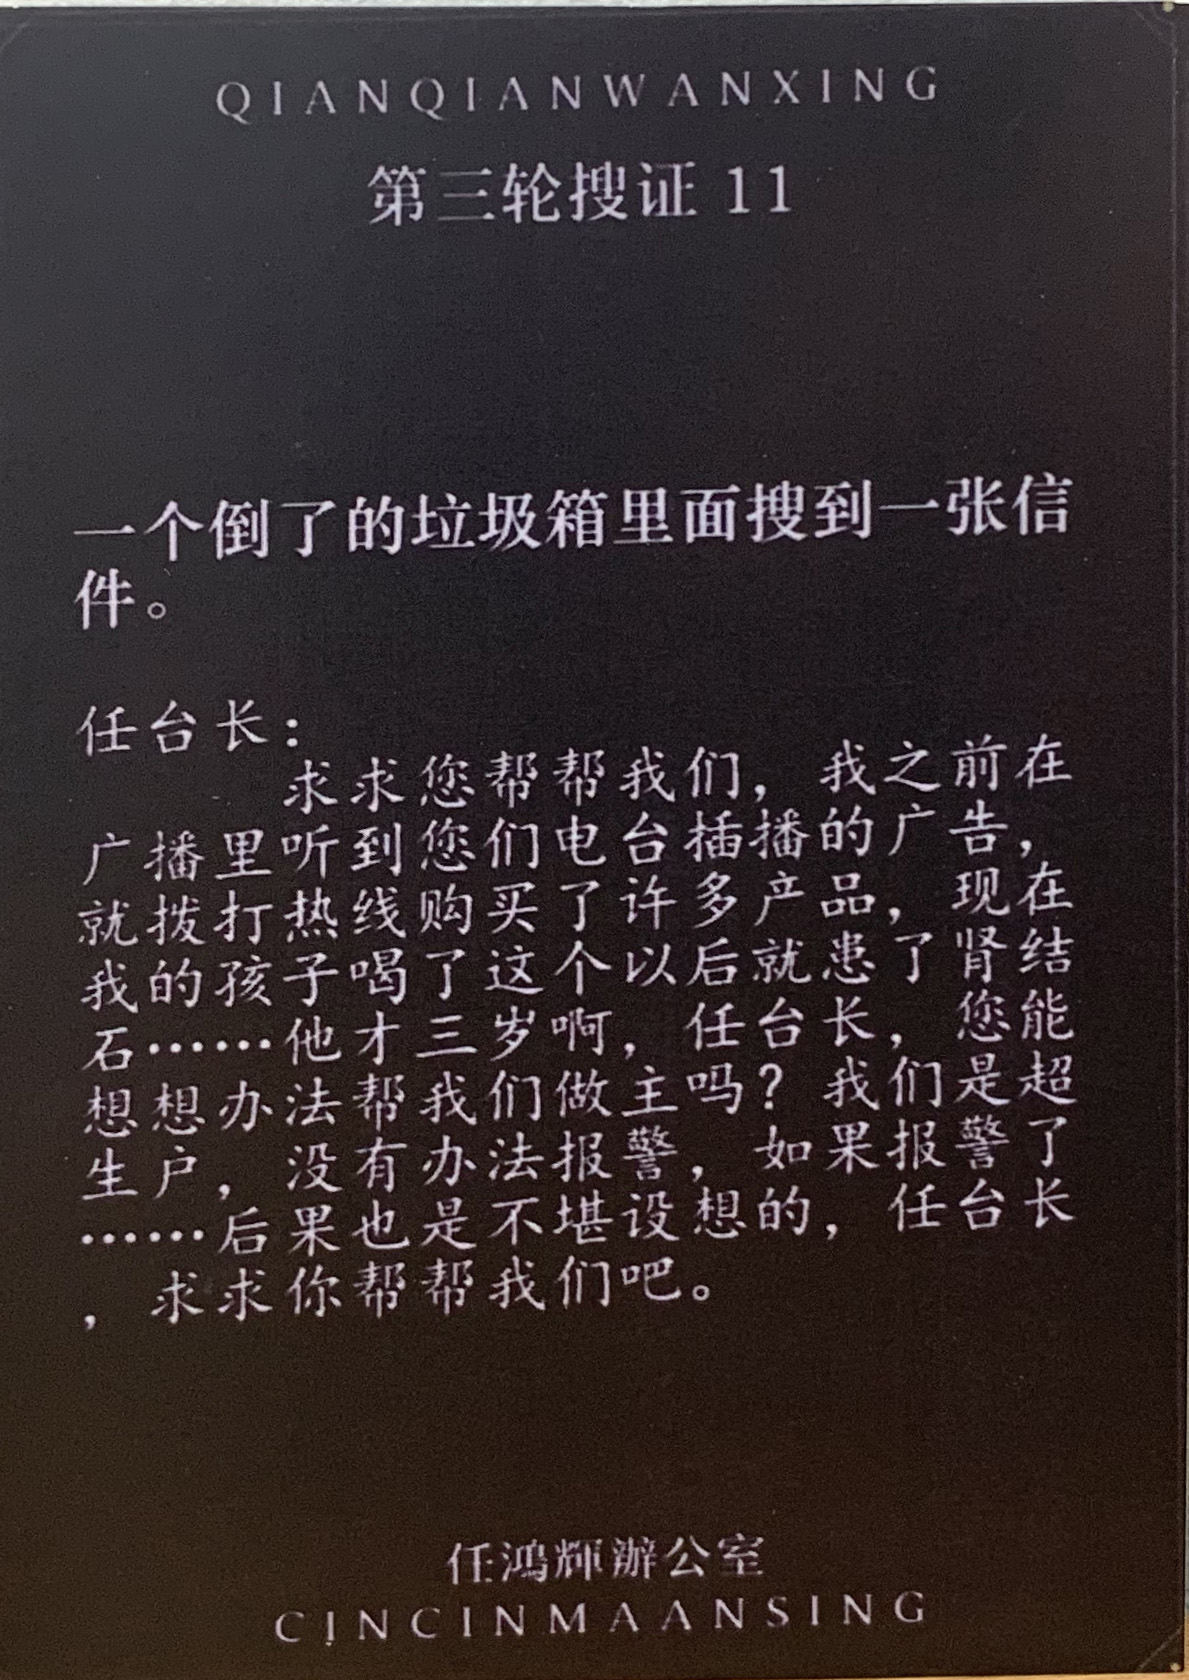 QIANQIANWANXING
第三轮搜证 11
一个倒了的垃圾箱里面搜到一张信
件。
任台长：
求求您帮帮我们，我之前在
广播里听到您们电台插播的广告，
就拨打热线购买了许多产品，现在
我的孩子喝了这个以后就患了肾结
石……他才三岁啊，任台长，您能
想想办法帮我们做主吗？我们是超
生户，没有办法报警，如果报警了
……后果也是不堪设想的，任台长
，求求你帮帮我们吧。
任鴻輝辦公室
CINCINMAANSING